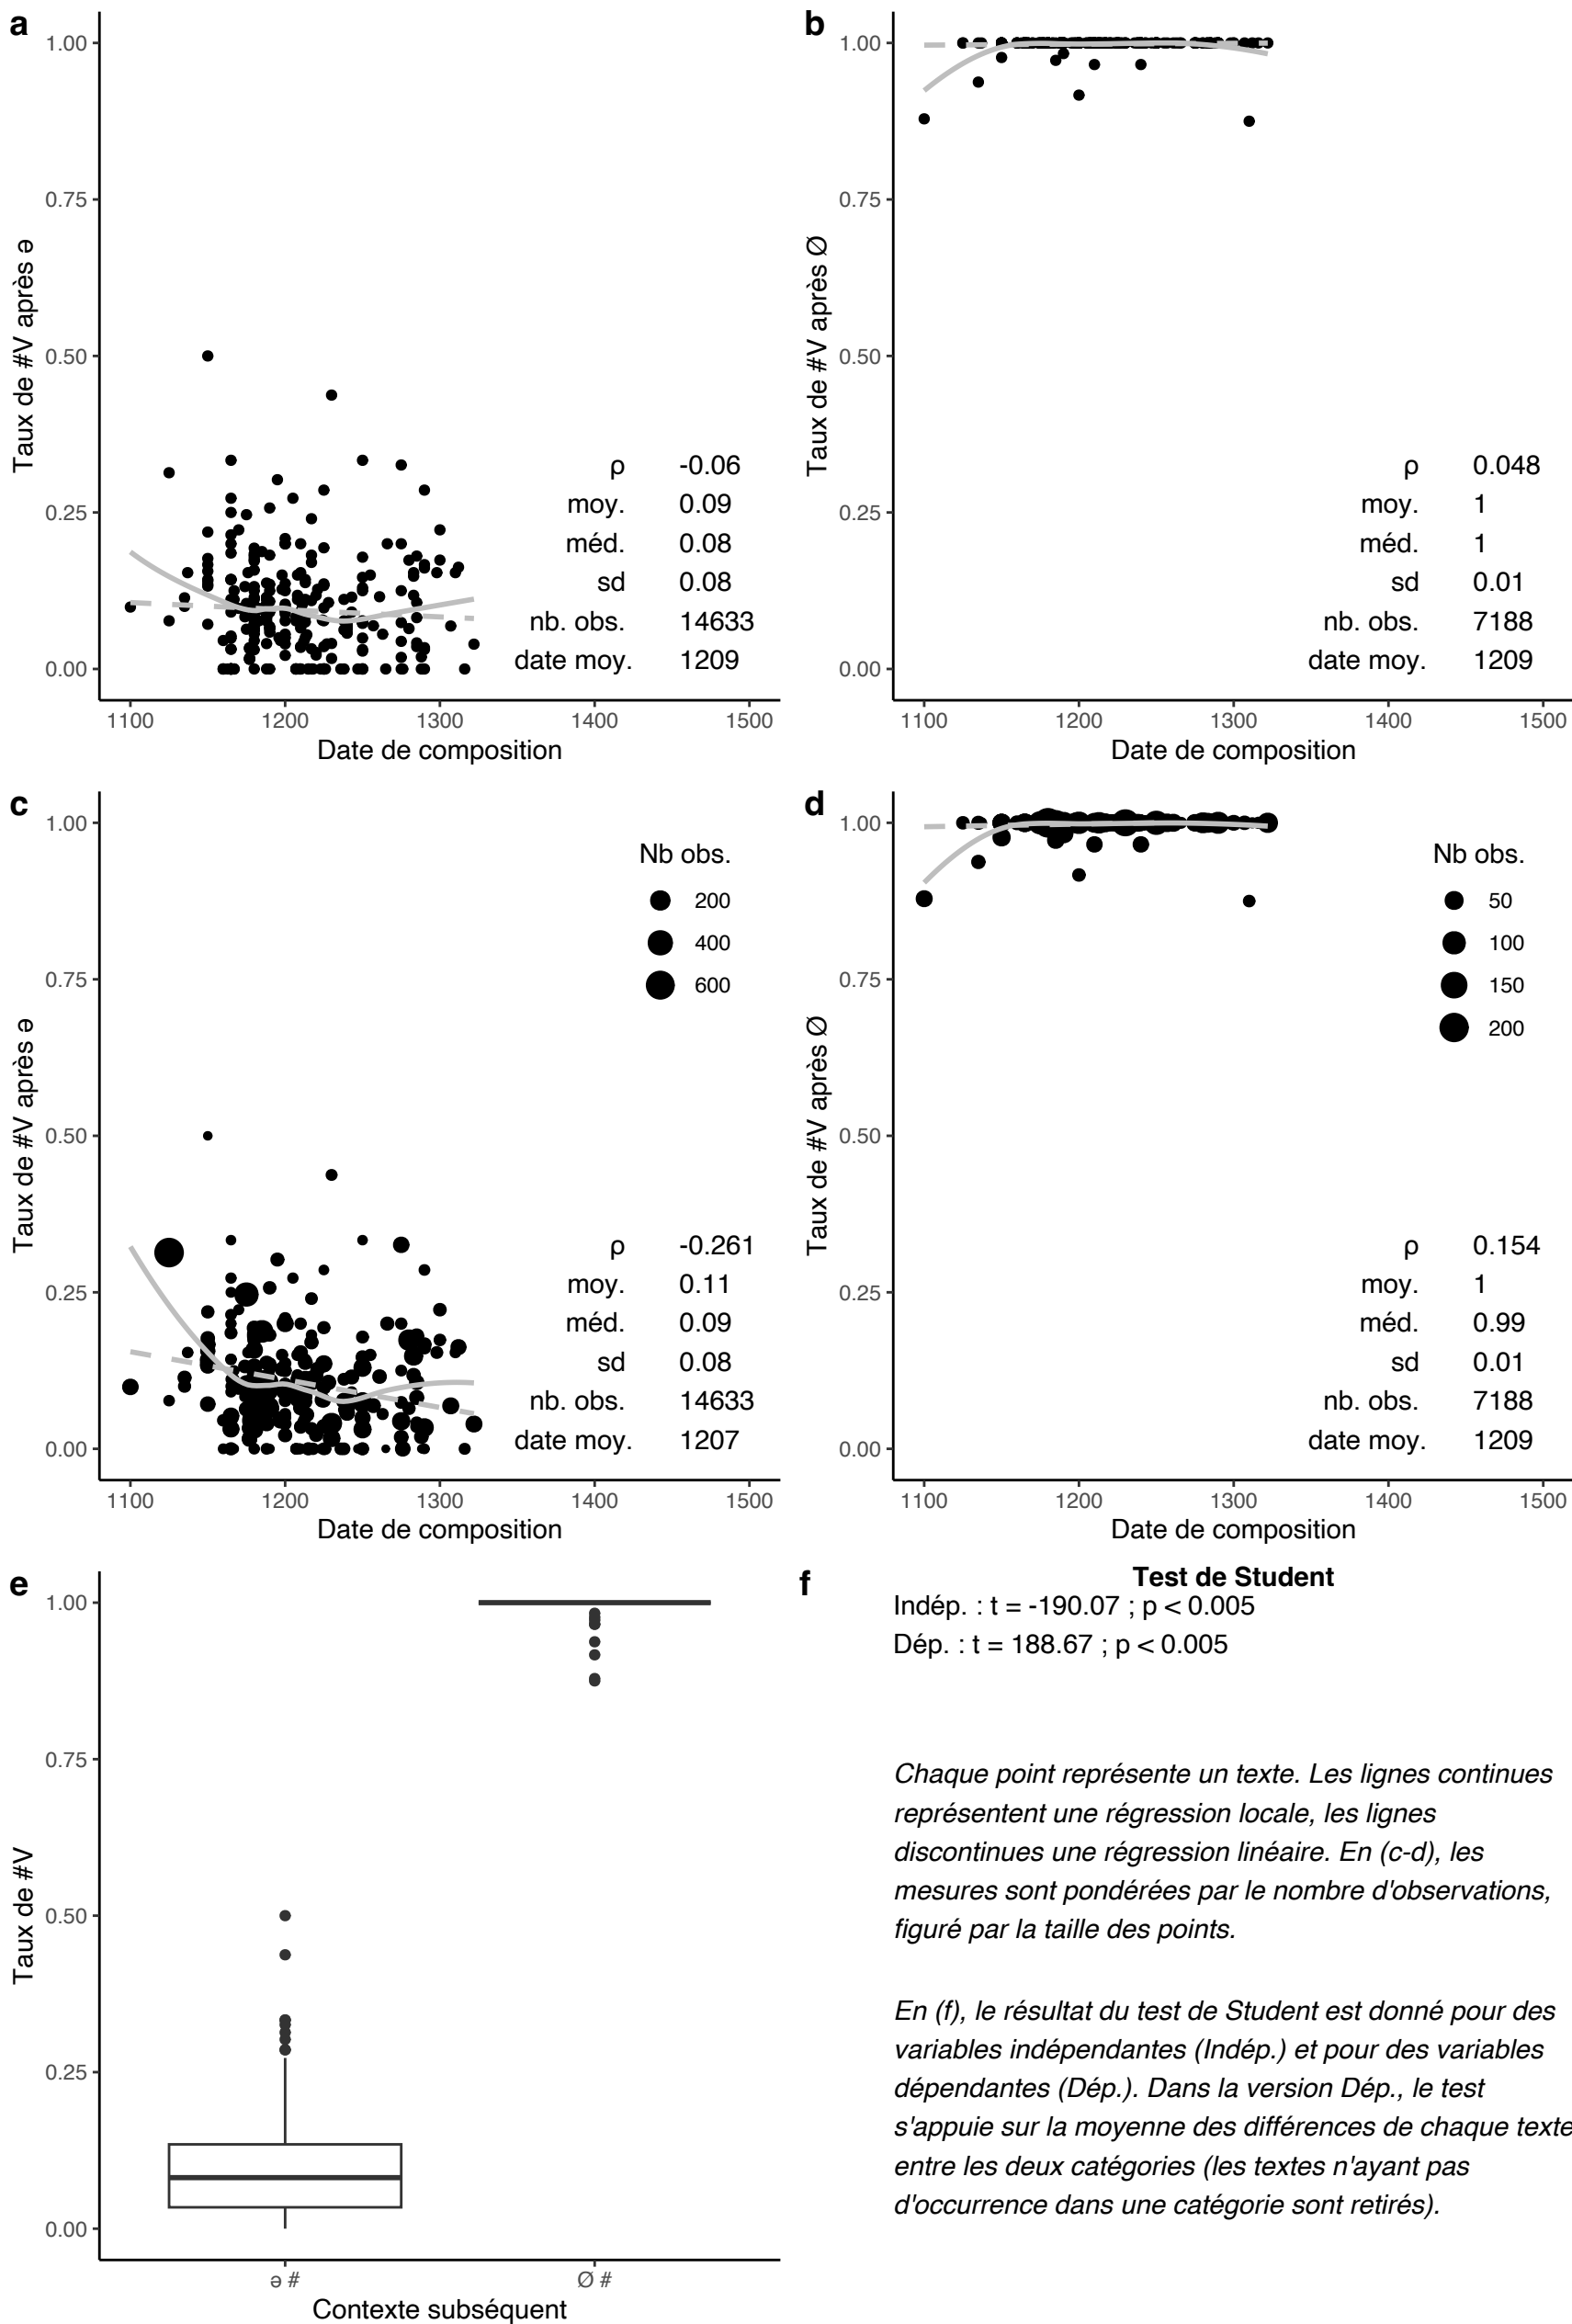 a
1.00
0.75
0.50
0.25
0.00
Taux de #V après ə
ρ -0.06
moy. 0.09
méd. 0.08
sd 0.08
nb. obs. 14633
date moy. 1209
1100 1200 1300 1400 1500
Date de composition
b
1.00
0.75
0.50
0.25
0.00
Taux de #V après Ø
ρ 0.048
moy. 1
méd. 1
sd 0.01
nb. obs. 7188
date moy. 1209
1100 1200 1300 1400 1500
Date de composition
c
1.00
0.75
0.50
0.25
0.00
Taux de #V après ə
Nb obs.
200
400
600
ρ -0.261
moy. 0.11
méd. 0.09
sd 0.08
nb. obs. 14633
date moy. 1207
1100 1200 1300 1400 1500
Date de composition
d
1.00
0.75
0.50
0.25
0.00
Taux de #V après Ø
Nb obs.
50
100
150
200
ρ 0.154
moy. 1
méd. 0.99
sd 0.01
nb. obs. 7188
date moy. 1209
1100 1200 1300 1400 1500
Date de composition
e
1.00
0.75
0.50
0.25
0.00
Taux de #V
ə # Ø #
Contexte subséquent
f
Test de Student
Indép. : t = -190.07 ; p < 0.005
Dép. : t = 188.67 ; p < 0.005
Chaque point représente un texte. Les lignes continues
représentent une régression locale, les lignes
discontinues une régression linéaire. En (c-d), les
mesures sont pondérées par le nombre d'observations,
figuré par la taille des points.
En (f), le résultat du test de Student est donné pour des
variables indépendantes (Indép.) et pour des variables
dépendantes (Dép.). Dans la version Dép., le test
s'appuie sur la moyenne des différences de chaque texte
entre les deux catégories (les textes n'ayant pas
d'occurrence dans une catégorie sont retirés).